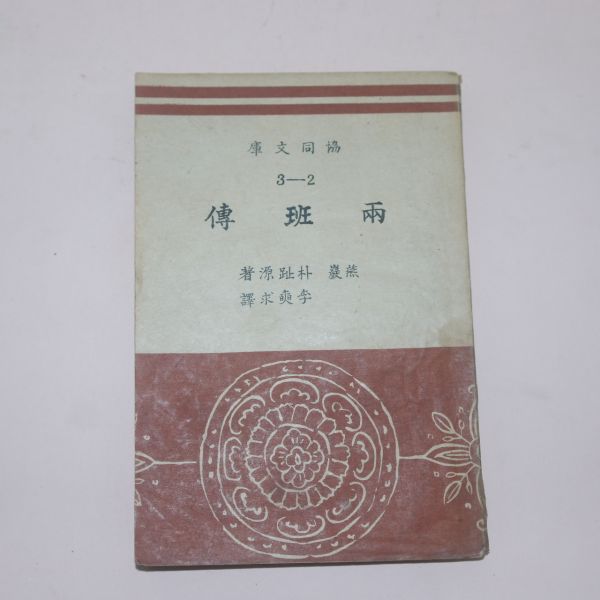 協同文庫
2—3
兩班傳
燕巖 朴趾源著
李奭求譯